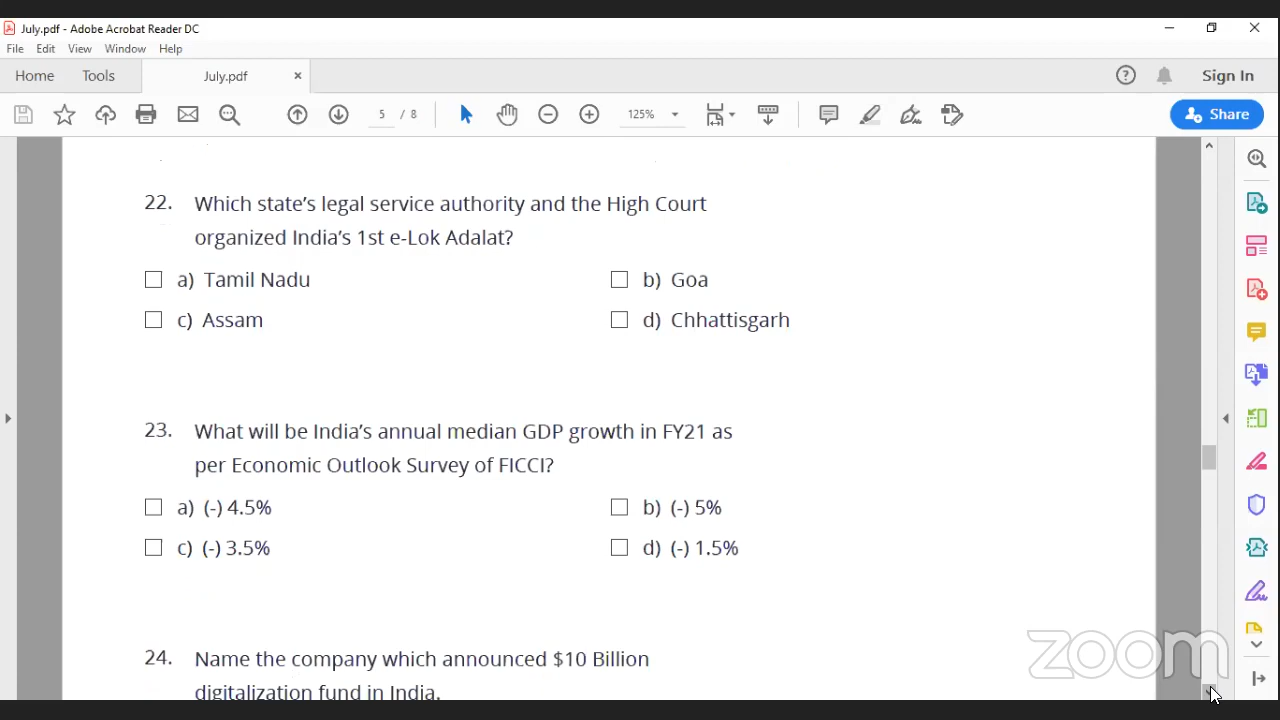 July.pdf - Adobe Acrobat Reader DC
File Edit View Window Help
Home Tools July.pdf × Sign In
5 / 8 125% Share
22. Which state's legal service authority and the High Court
organized India's 1st e-Lok Adalat?
a) Tamil Nadu b) Goa
c) Assam d) Chhattisgarh
23. What will be India's annual median GDP growth in FY21 as
per Economic Outlook Survey of FICCI?
a) (-) 4.5% b) (-) 5%
c) (-) 3.5% d) (-) 1.5%
24. Name the company which announced $10 Billion
digitalization fund in India.
zoom